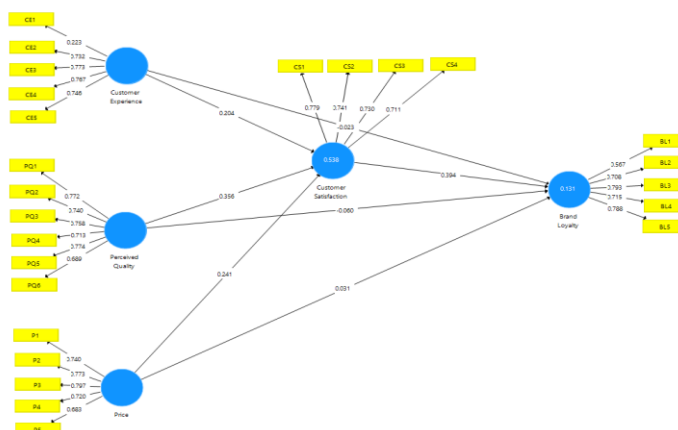 CE1
CE2
CE3
CE4
CE5
0.223
0.732
0.773
0.767
0.746
Customer
Experience
PQ1
PQ2
PQ3
PQ4
PQ5
PQ6
0.772
0.740
0.758
0.713
0.774
0.689
Perceived
Quality
P1
P2
P3
P4
P5
0.740
0.773
0.797
0.720
0.683
Price
CS1
CS2
CS3
CS4
0.779
0.741
0.730
0.711
0.538
Customer
Satisfaction
0.204
0.356
0.241
-0.023
0.394
-0.060
0.031
0.131
Brand
Loyalty
0.567
0.708
0.793
0.715
0.788
BL1
BL2
BL3
BL4
BL5